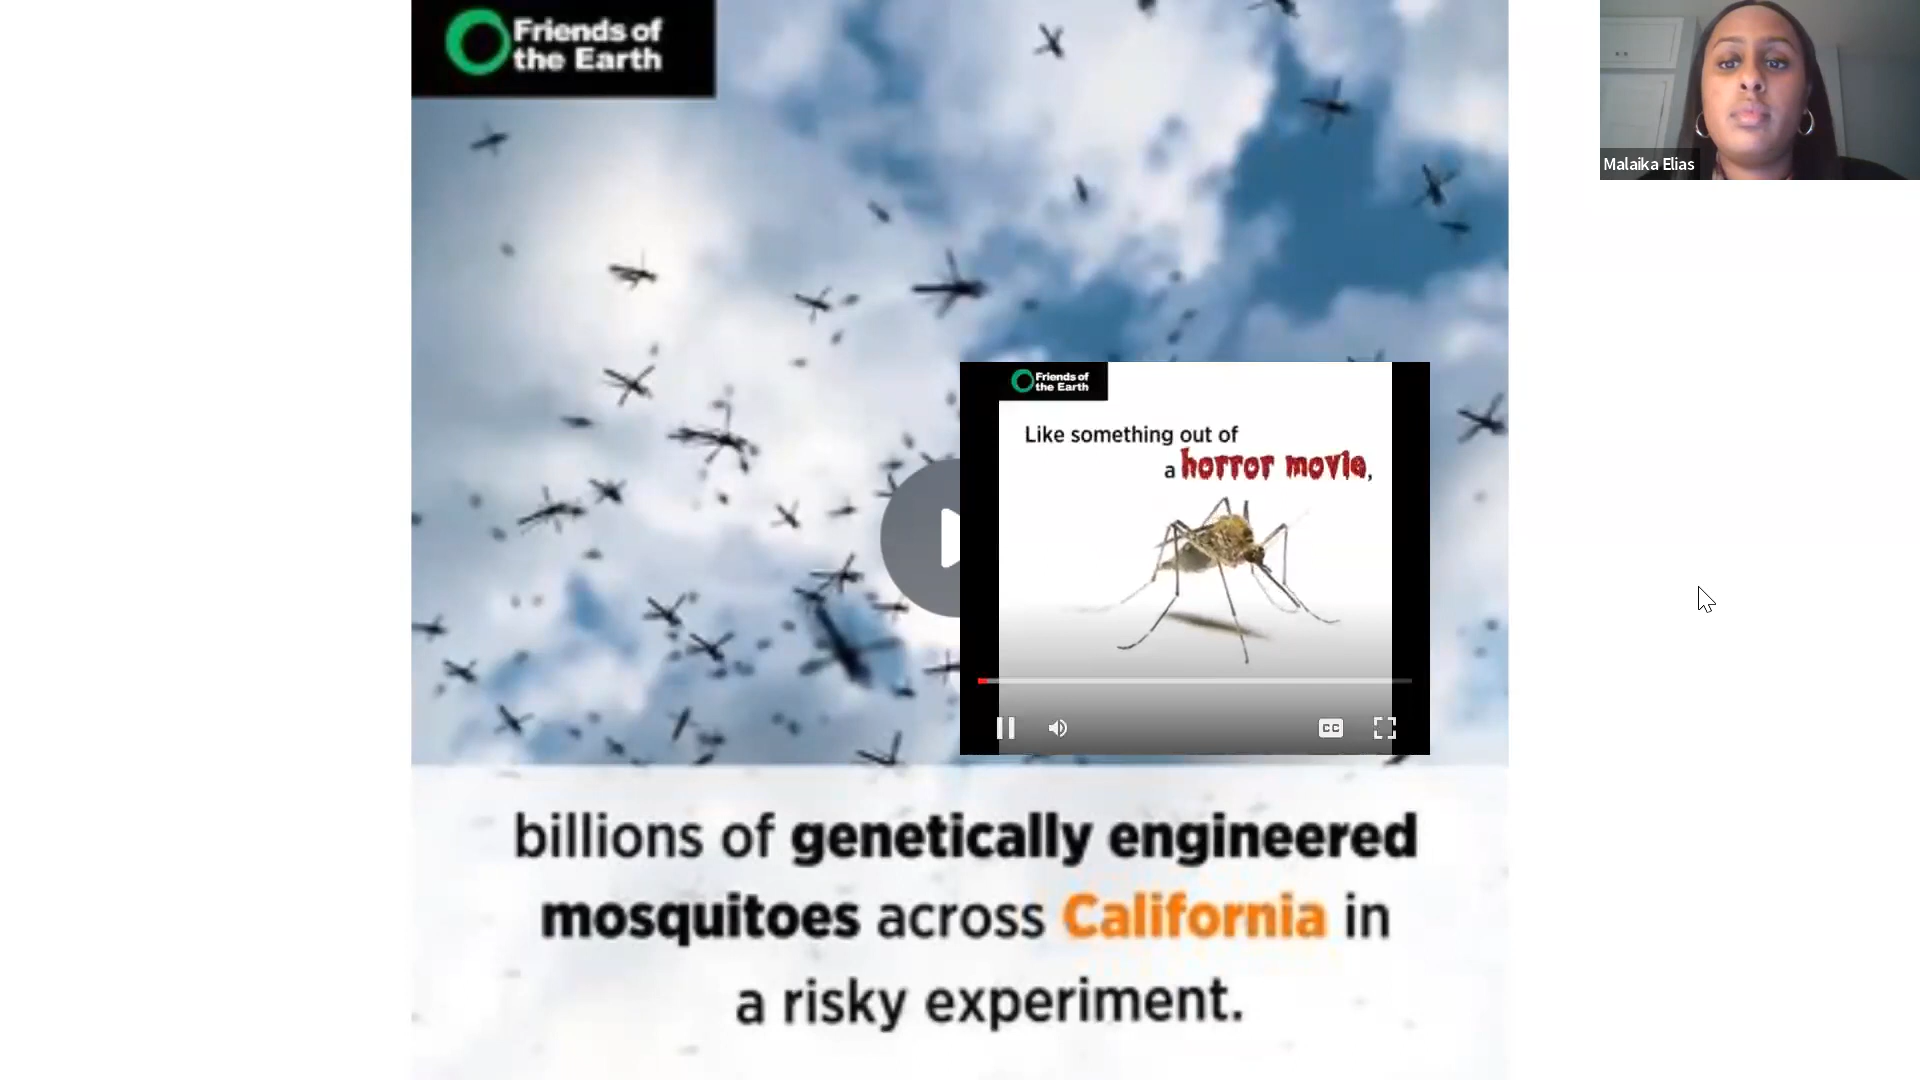 Friends of
the Earth
Malaika Elias
Friends of
the Earth
Like something out of
a horror movie,
CC
billions of genetically engineered
mosquitoes across California in
a risky experiment.